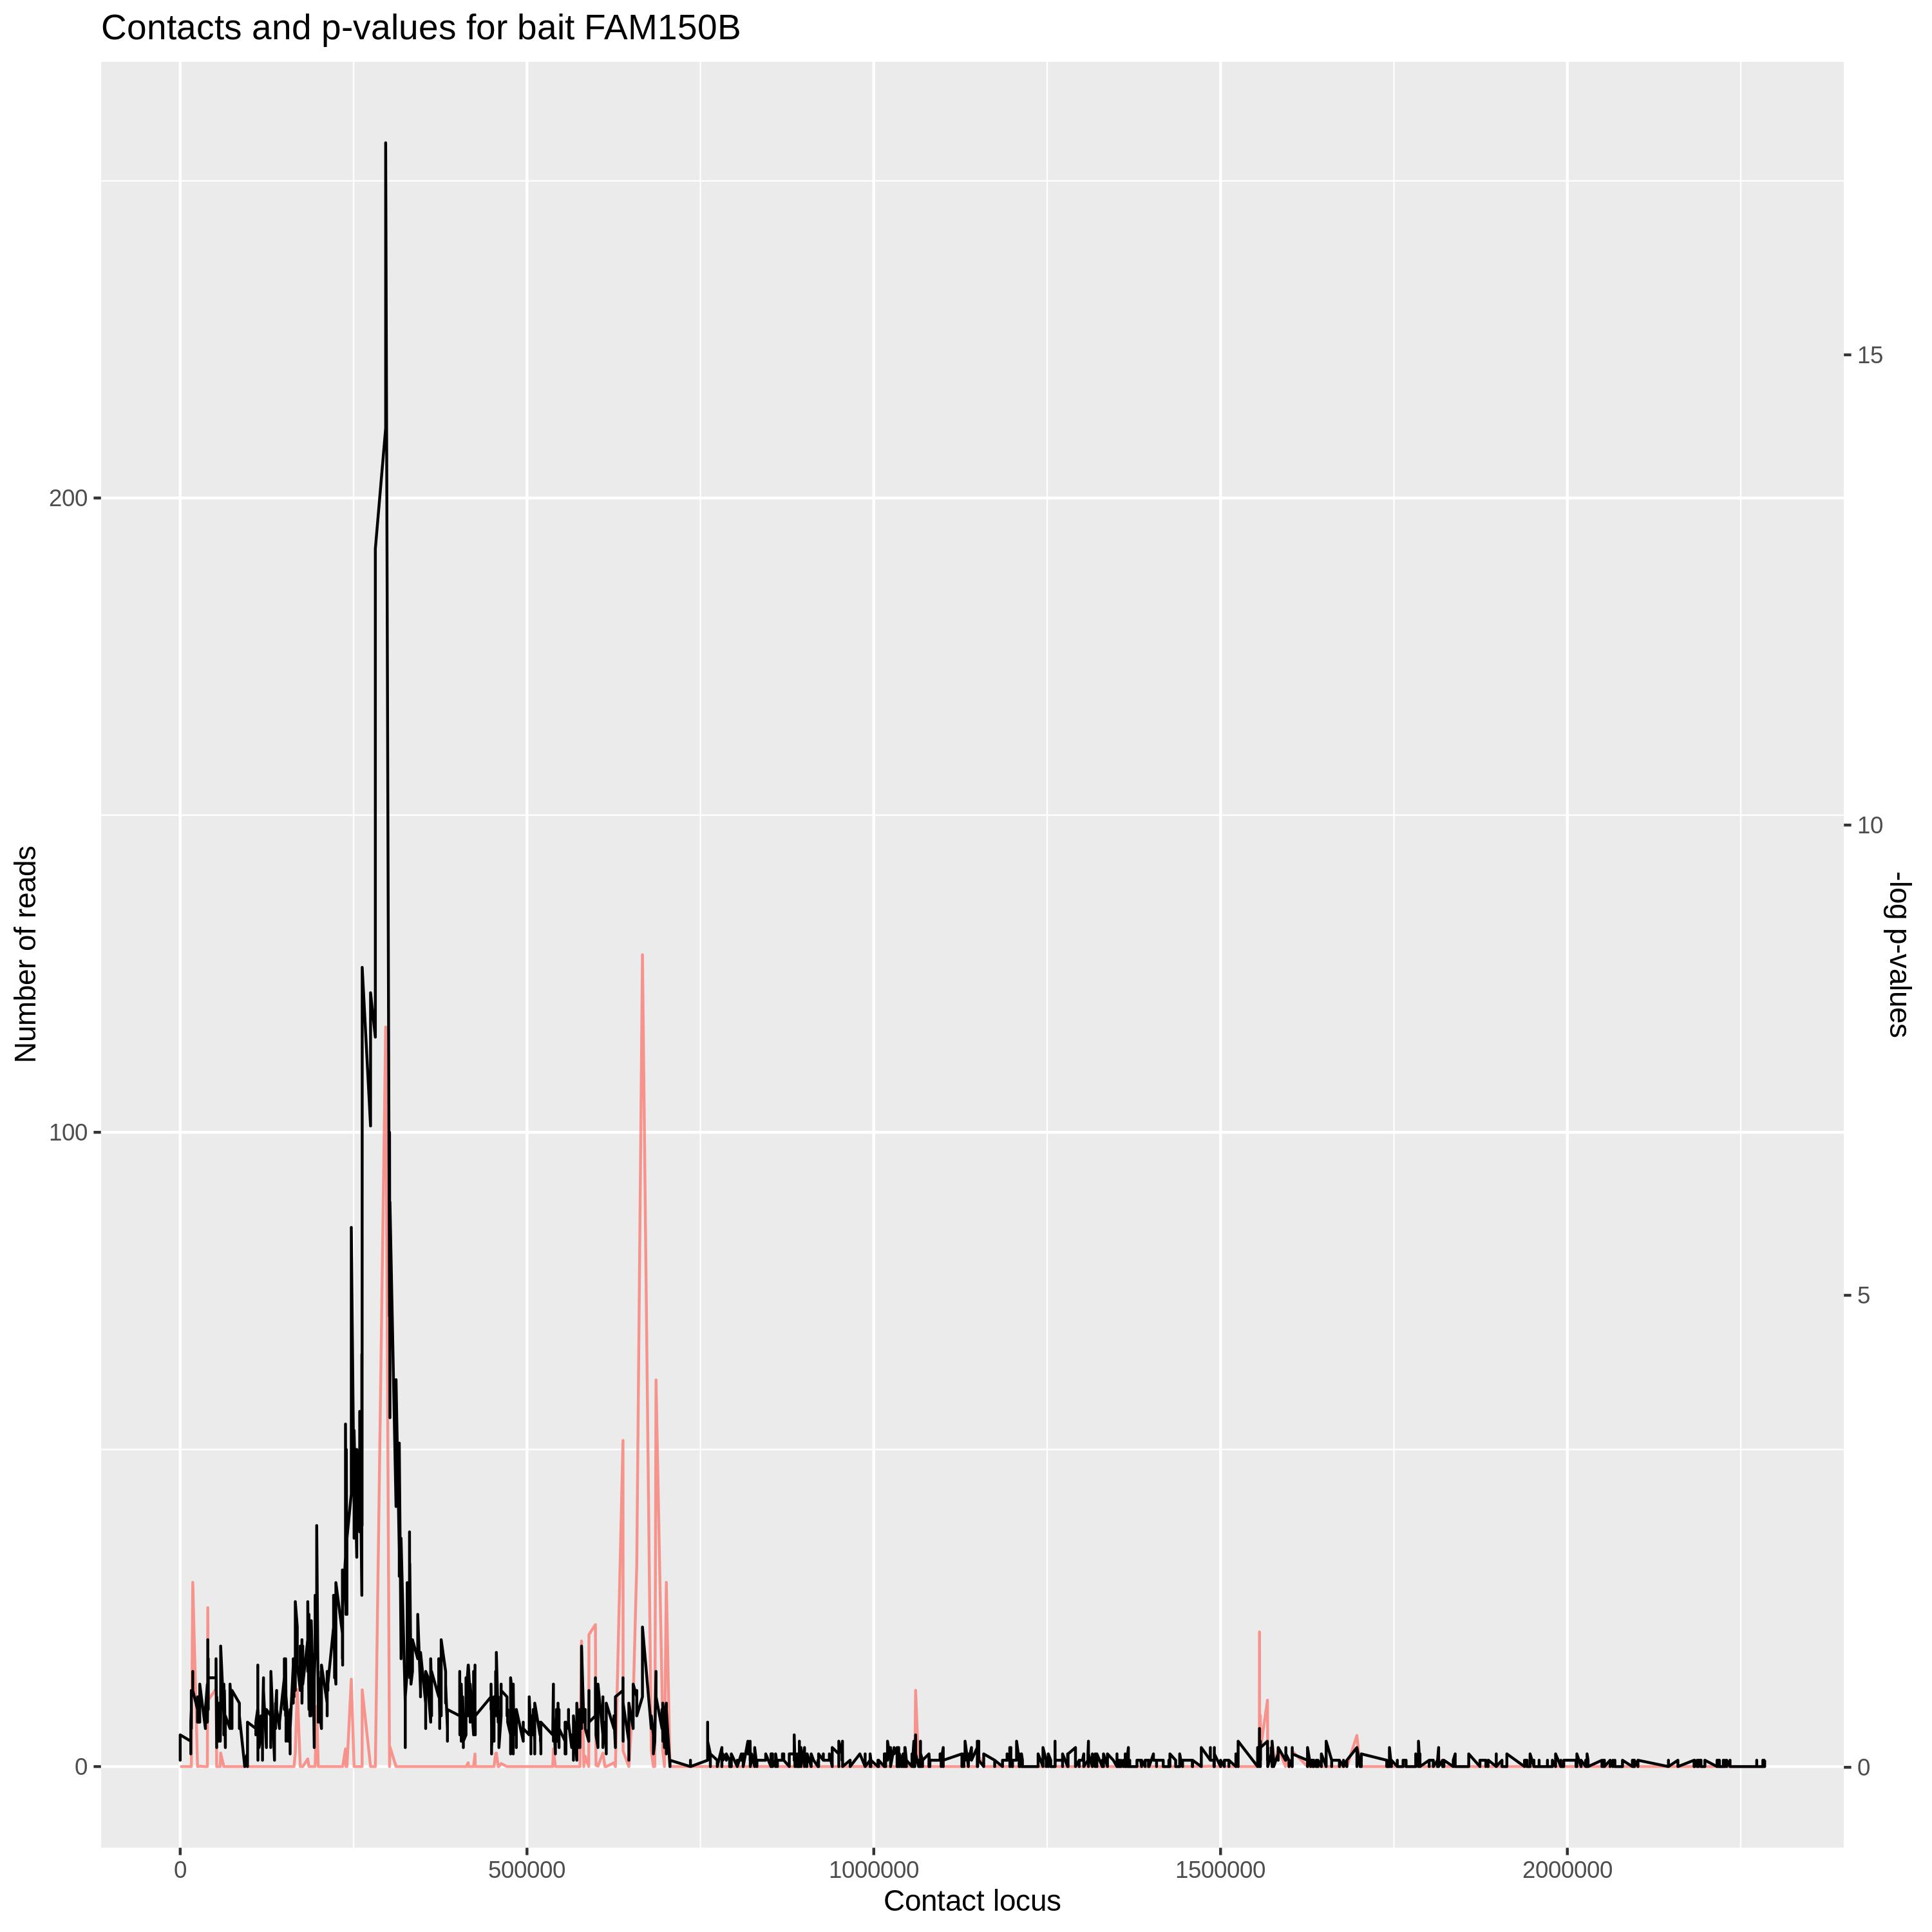 Contacts and p-values for bait FAM150B
Number of reads
200
100
0
15
10
5
0
-log p-values
0 500000 1000000 1500000 2000000
Contact locus